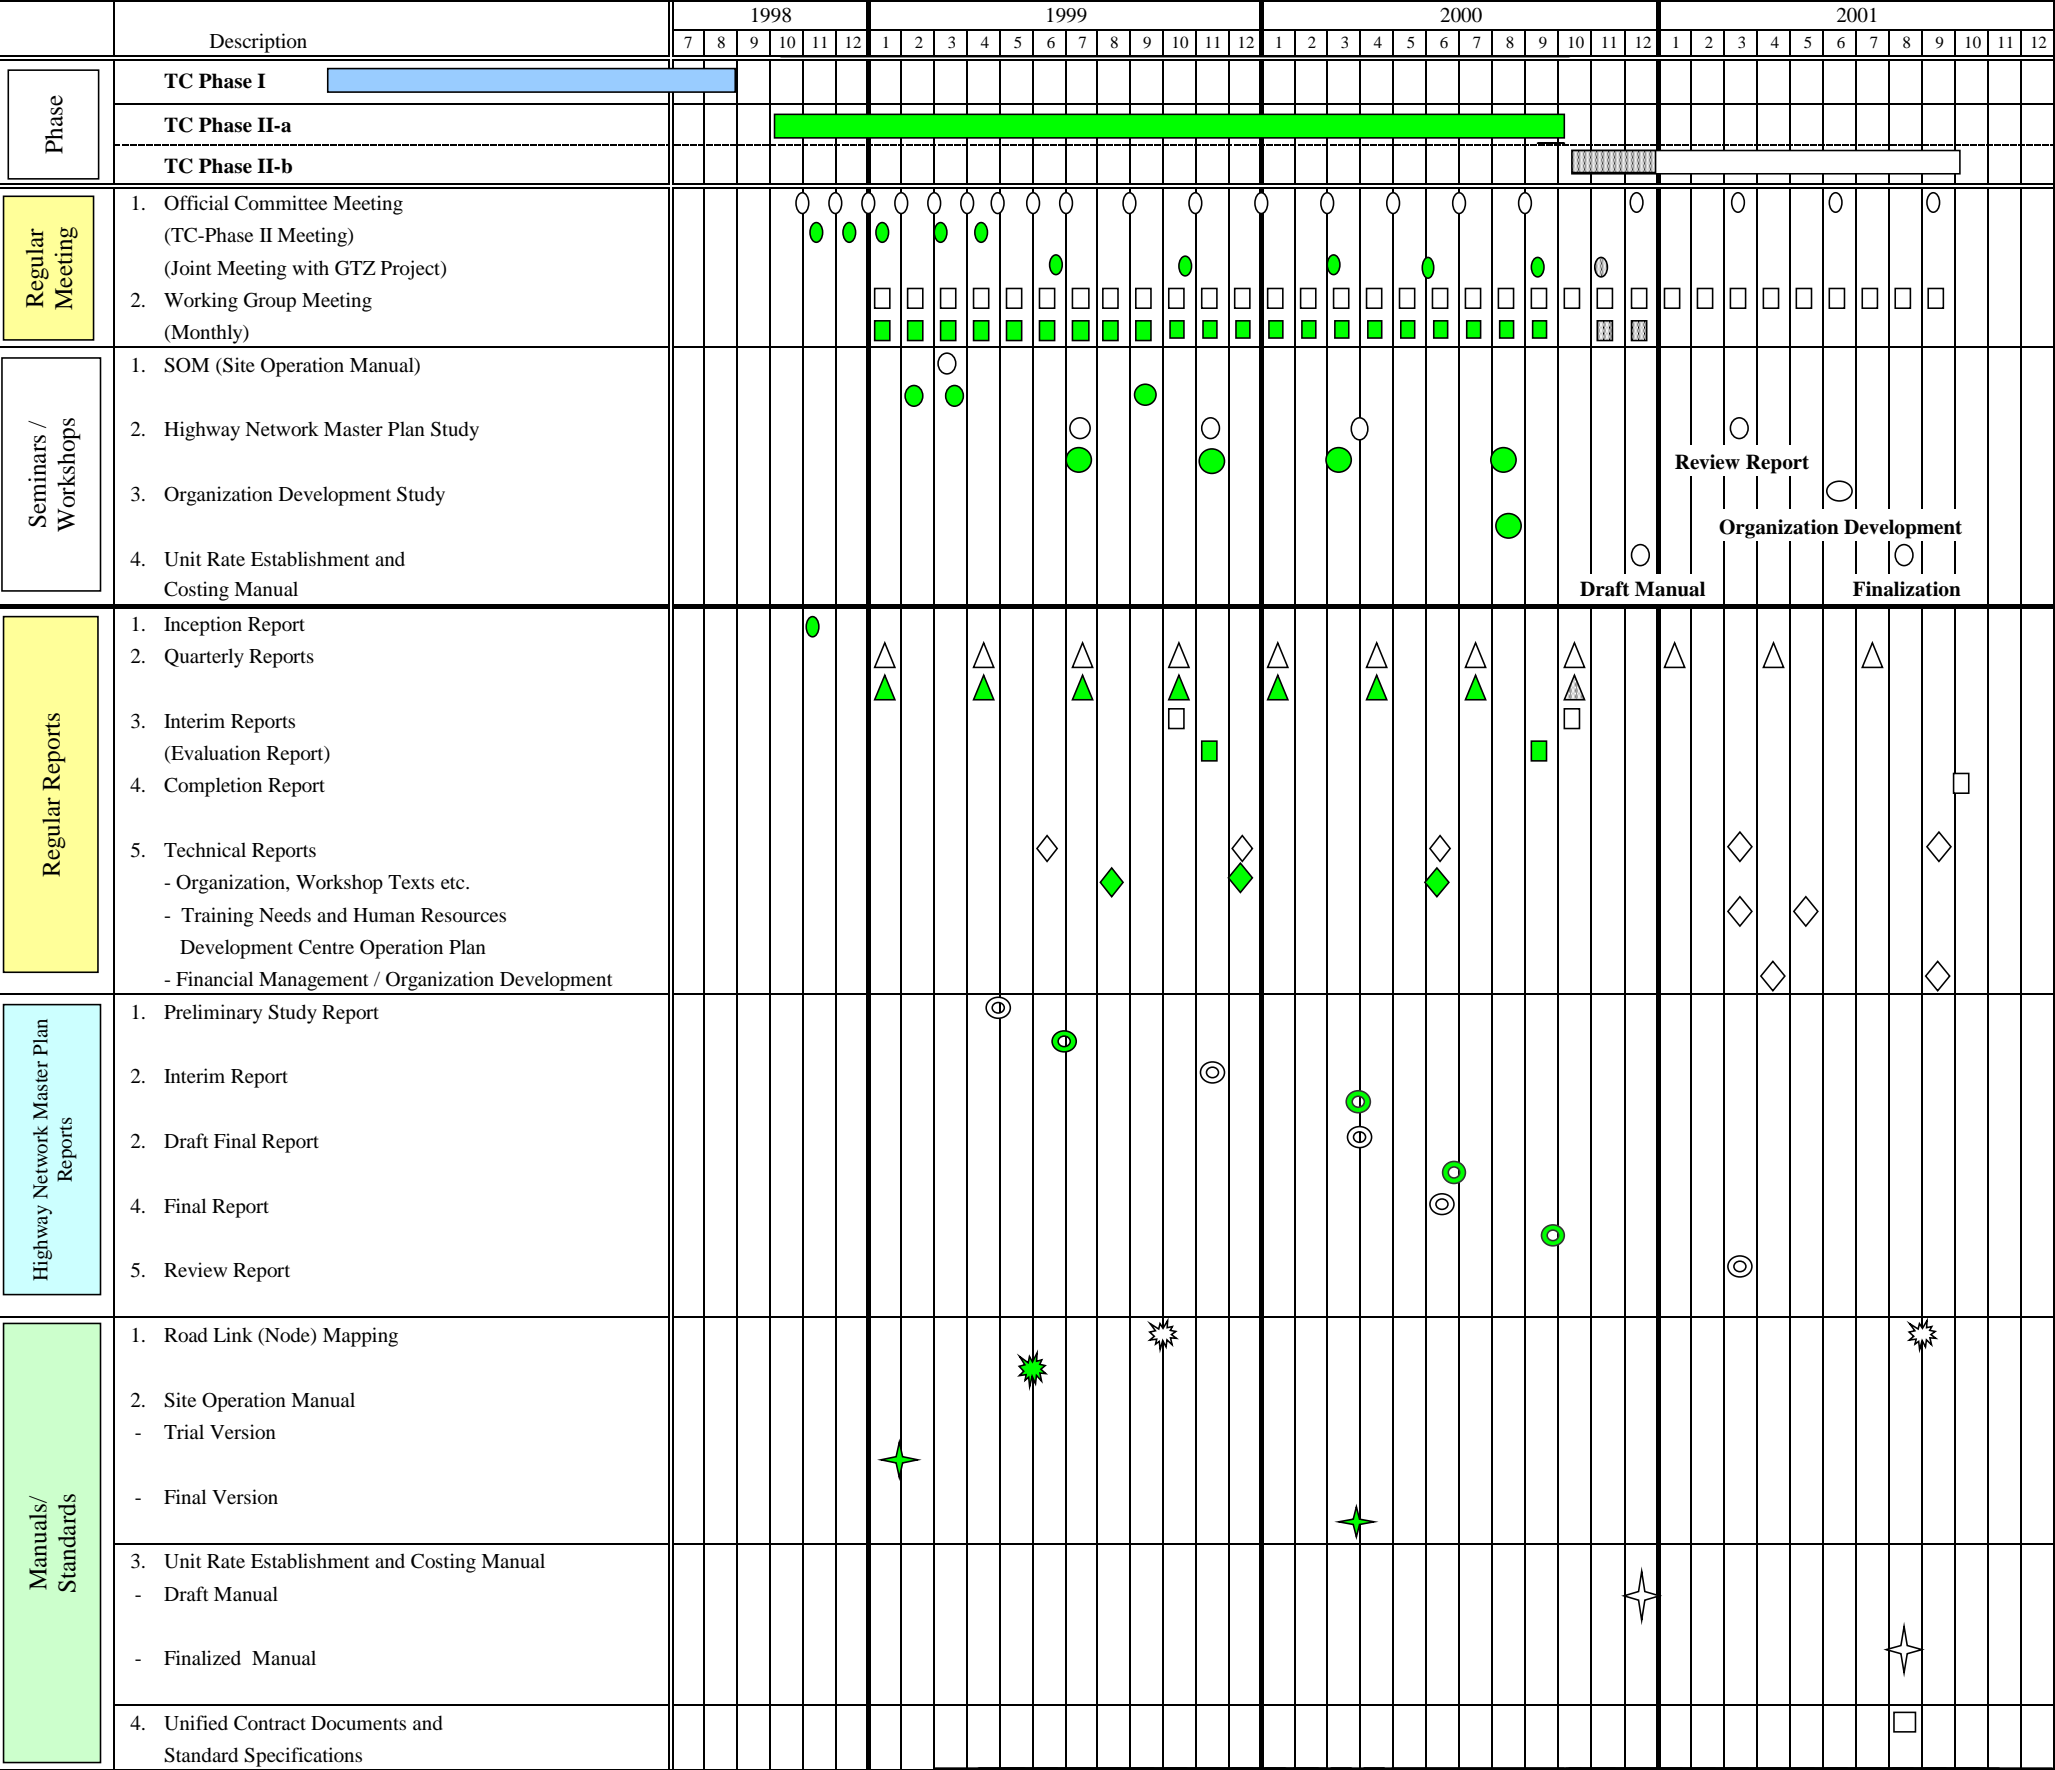 1998 1999 2000 2001
Description 7 8 9 10 11 12 1 2 3 4 5 6 7 8 9 10 11 12 1 2 3 4 5 6 7 8 9 10 11 12 1 2 3 4 5 6 7 8 9 10 11 12
Phase
TC Phase I
TC Phase II-a
TC Phase II-b
Regular
Meeting
1. Official Committee Meeting
(TC-Phase II Meeting)
(Joint Meeting with GTZ Project)
2. Working Group Meeting
(Monthly)
Seminars /
Workshops
1. SOM (Site Operation Manual)
2. Highway Network Master Plan Study
Review Report
3. Organization Development Study
Organization Development
4. Unit Rate Establishment and
Costing Manual
Draft Manual Finalization
Regular Reports
1. Inception Report
2. Quarterly Reports
3. Interim Reports
(Evaluation Report)
4. Completion Report
5. Technical Reports
- Organization, Workshop Texts etc.
- Training Needs and Human Resources
Development Centre Operation Plan
- Financial Management / Organization Development
Highway Network Master Plan
Reports
1. Preliminary Study Report
2. Interim Report
2. Draft Final Report
4. Final Report
5. Review Report
Manuals/
Standards
1. Road Link (Node) Mapping
2. Site Operation Manual
- Trial Version
- Final Version
3. Unit Rate Establishment and Costing Manual
- Draft Manual
- Finalized Manual
4. Unified Contract Documents and
Standard Specifications